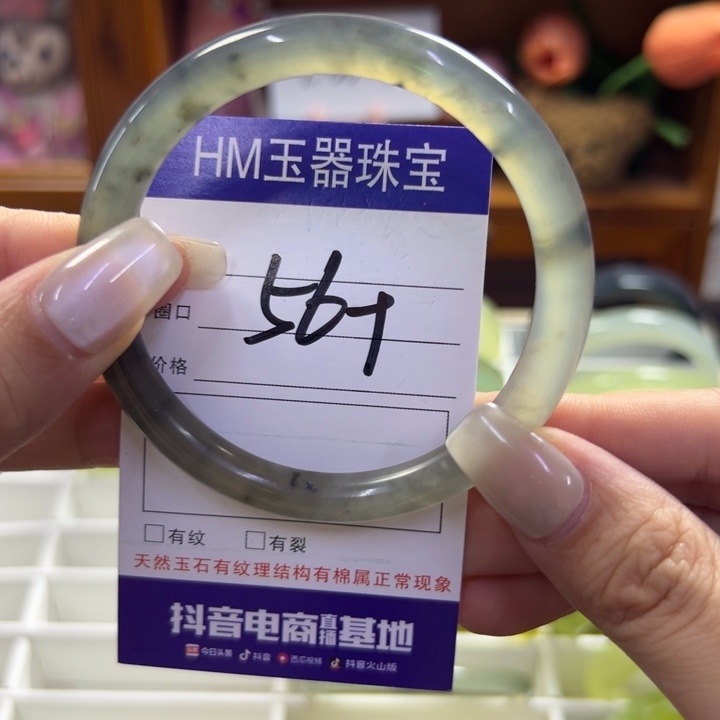 HM玉器珠宝
圈口
56+
价格
有纹 有裂
天然玉石有纹理结构有棉属正常现象
抖音电商直播基地
今日头条 抖音 西瓜视频 抖音火山版